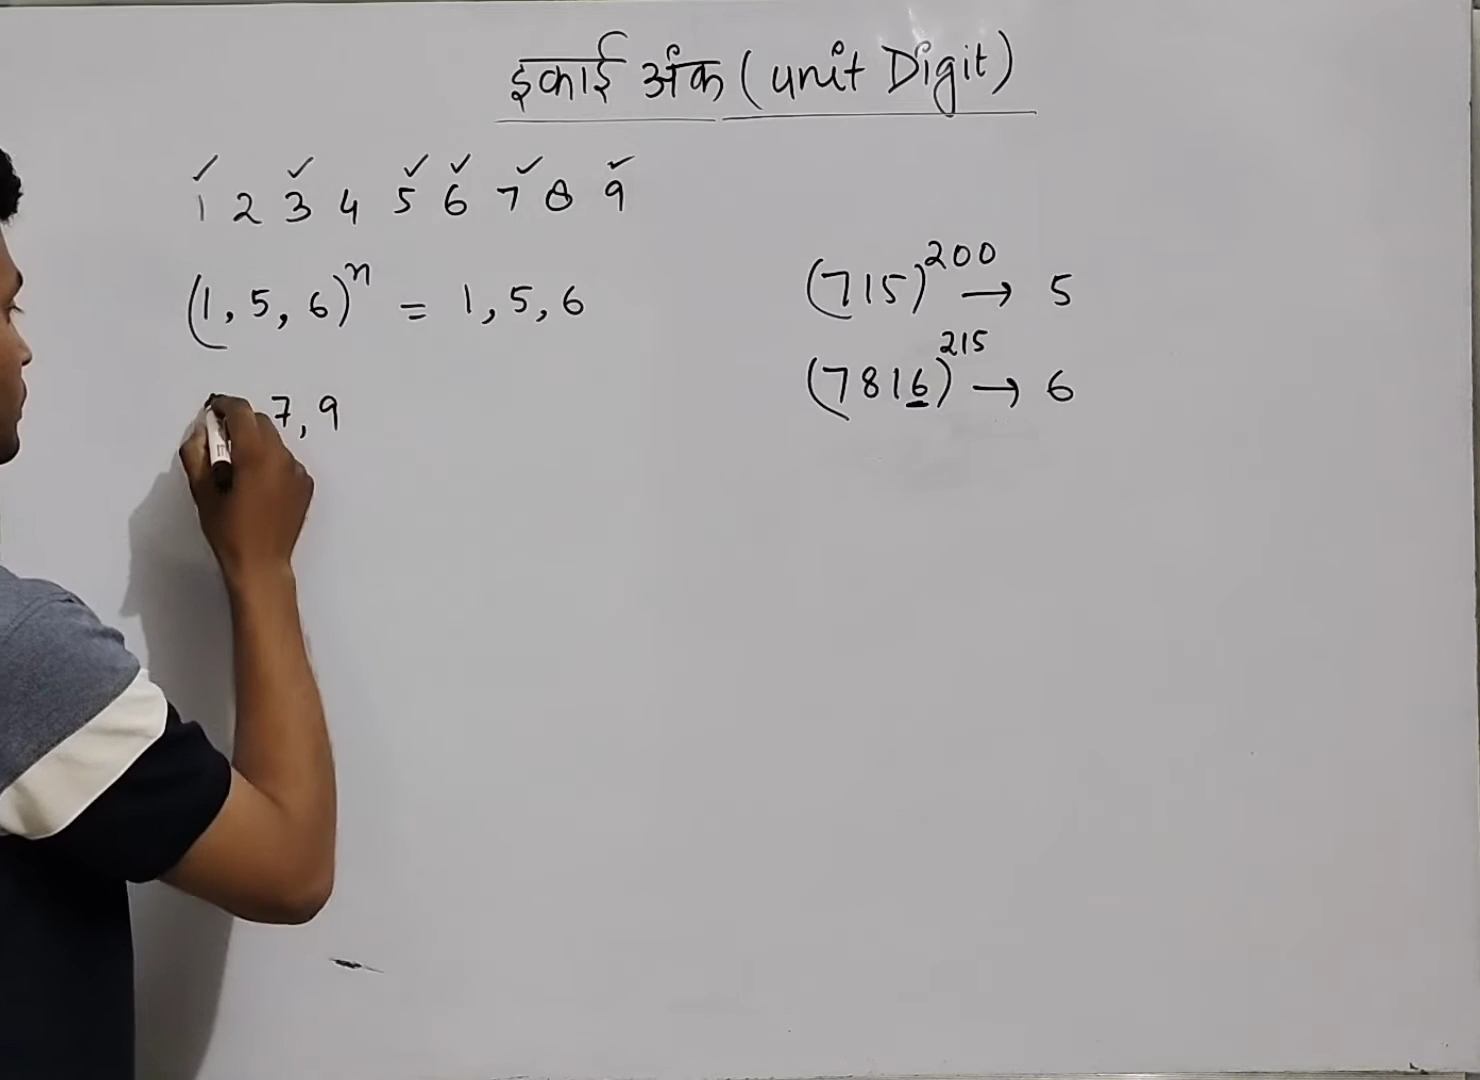 इकाई अंक (unit Digit)
✓ ✓ ✓ ✓ ✓ ✓
1 2 3 4 5 6 7 8 9
(1, 5, 6)ⁿ = 1, 5, 6
7, 9
(715)²⁰⁰ → 5
(7816)²¹⁵ → 6